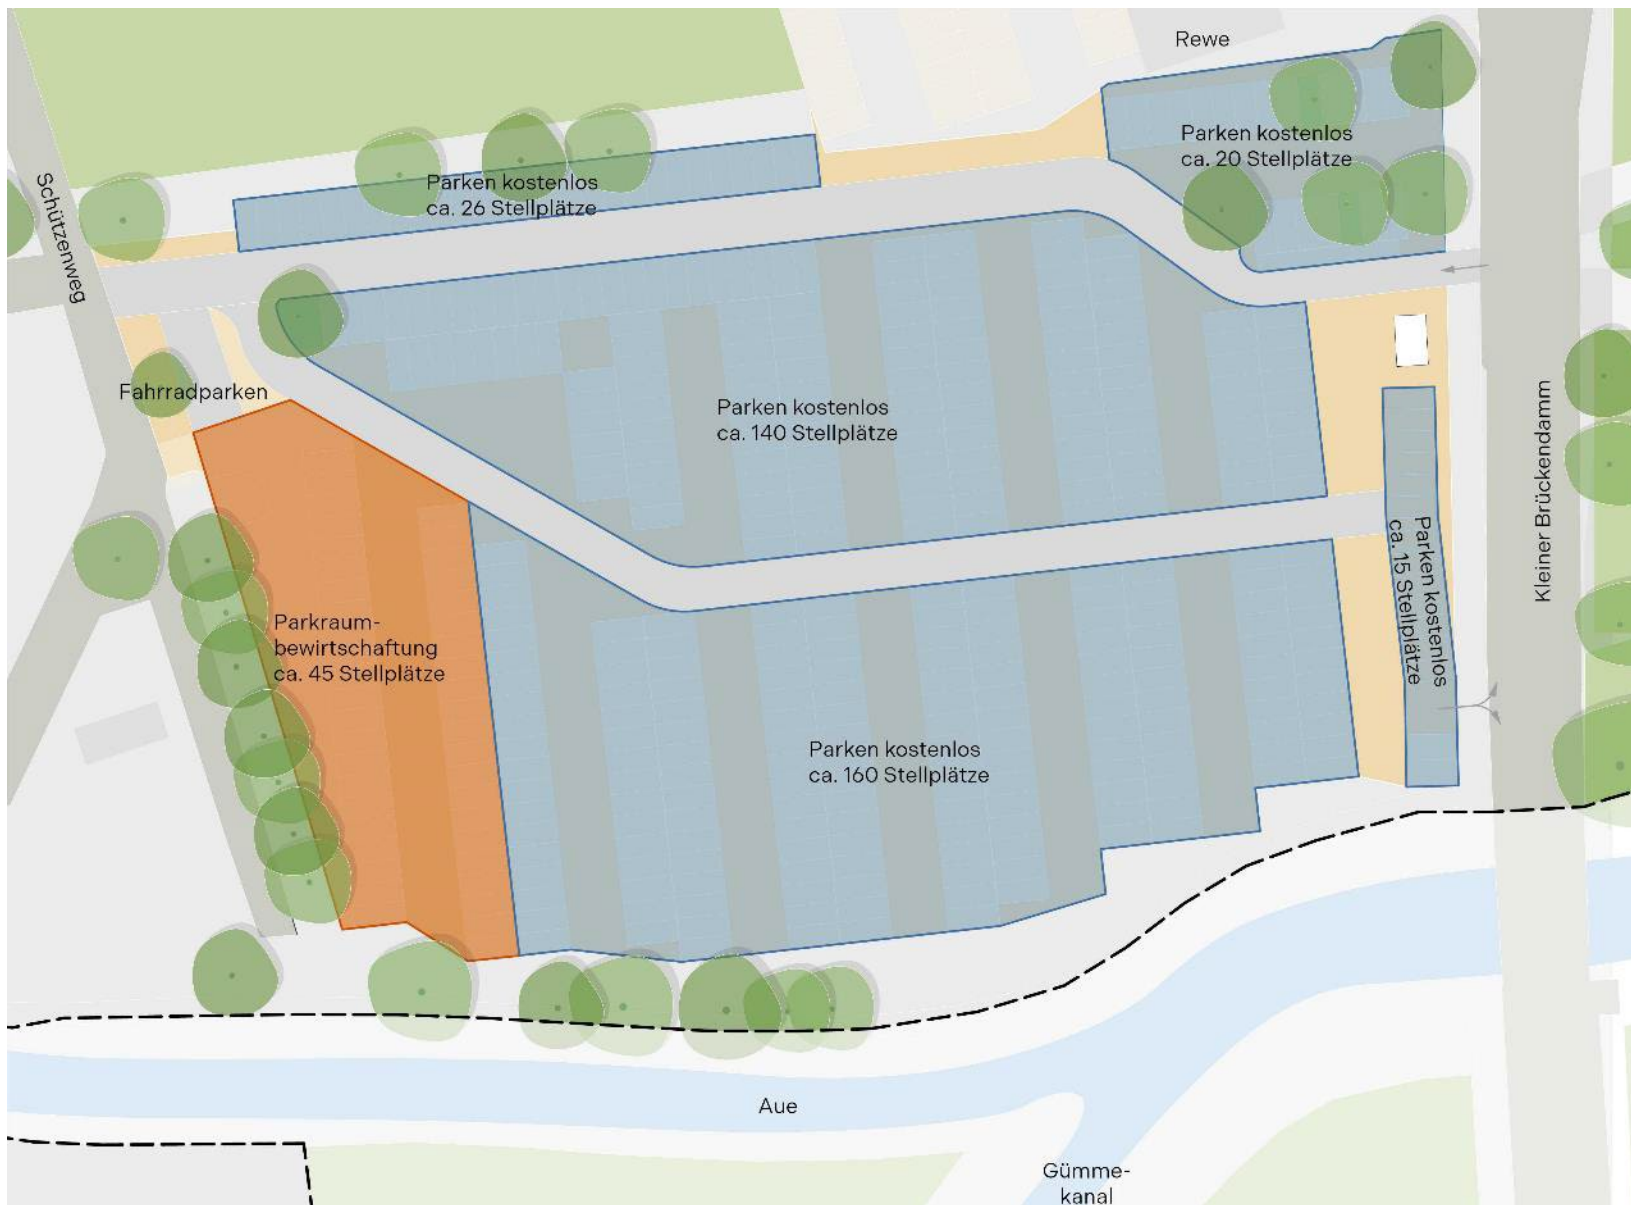 Rewe
Parken kostenlos
ca. 20 Stellplätze
Parken kostenlos
ca. 26 Stellplätze
Schützenweg
Fahrradparken
Parken kostenlos
ca. 140 Stellplätze
Kleiner Brückendamm
Parken kostenlos
ca. 15 Stellplätze
Parkraum-
bewirtschaftung
ca. 45 Stellplätze
Parken kostenlos
ca. 160 Stellplätze
Aue
Gümme-
kanal